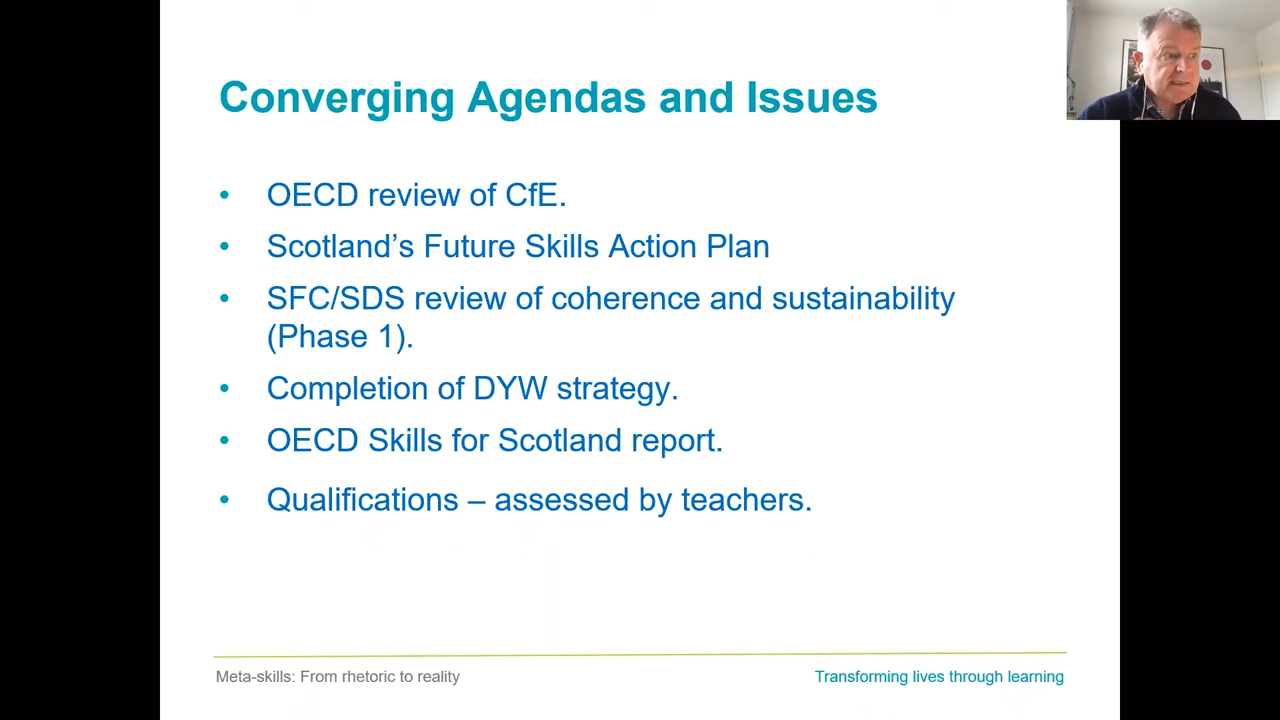 Converging Agendas and Issues
• OECD review of CfE.
• Scotland’s Future Skills Action Plan
• SFC/SDS review of coherence and sustainability
(Phase 1).
• Completion of DYW strategy.
• OECD Skills for Scotland report.
• Qualifications – assessed by teachers.
Meta-skills: From rhetoric to reality
Transforming lives through learning